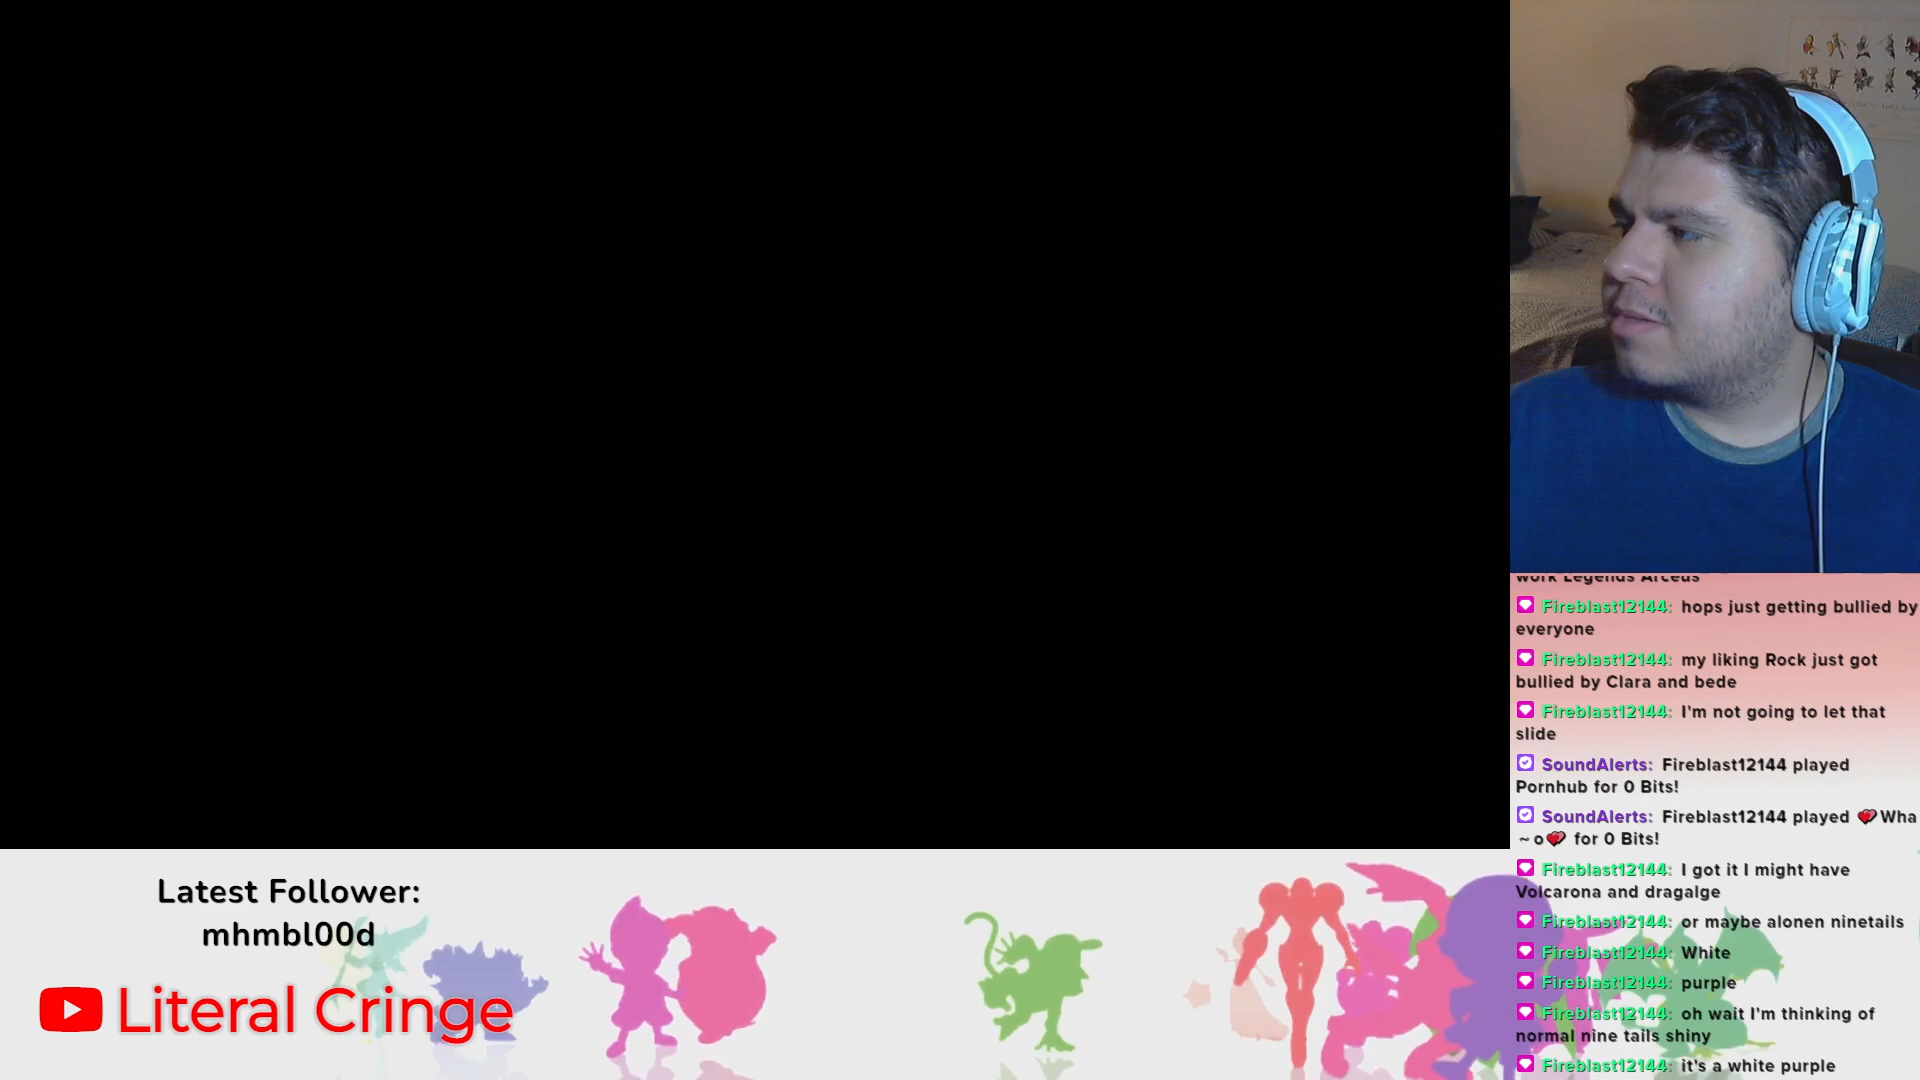 work Legends Arceus
Fireblast12144: hops just getting bullied by
everyone
Fireblast12144: my liking Rock just got
bullied by Clara and bede
Fireblast12144: I'm not going to let that
slide
SoundAlerts: Fireblast12144 played
Pornhub for 0 Bits!
SoundAlerts: Fireblast12144 played 💕Wha
~o💕 for 0 Bits!
Fireblast12144: I got it I might have
Volcarona and dragalge
Fireblast12144: or maybe alonen ninetails
Fireblast12144: White
Fireblast12144: purple
Fireblast12144: oh wait I'm thinking of
normal nine tails shiny
Fireblast12144: it's a white purple
Latest Follower:
mhmbl00d
Literal Cringe